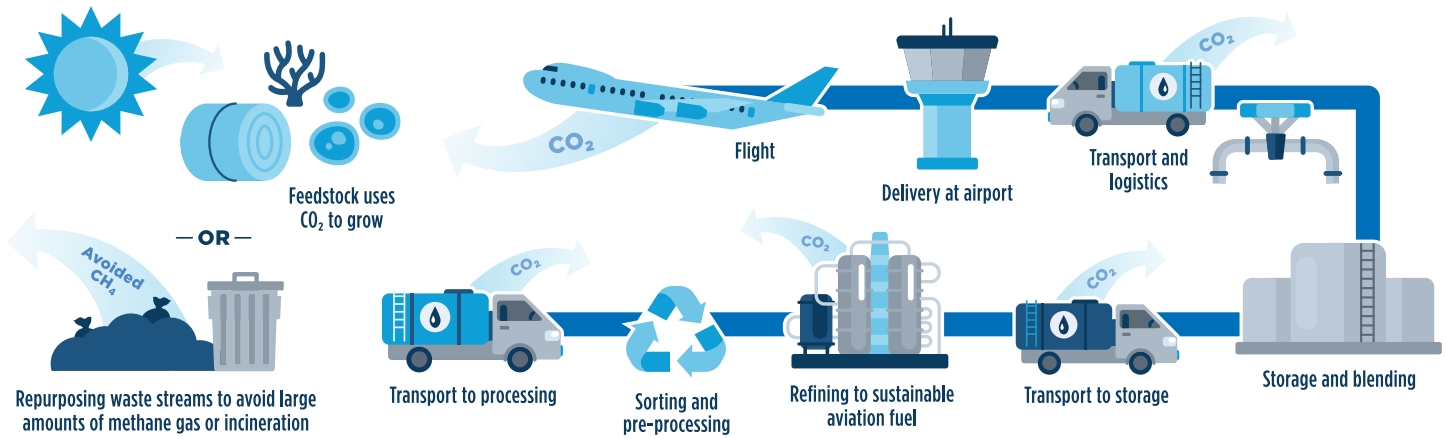 Feedstock uses
CO₂ to grow
— OR —
Avoided
CH₄
Repurposing waste streams to avoid large
amounts of methane gas or incineration
CO₂
Transport to processing
Sorting and
pre-processing
CO₂
Refining to sustainable
aviation fuel
CO₂
Transport to storage
Storage and blending
CO₂
Transport and
logistics
Delivery at airport
Flight
CO₂